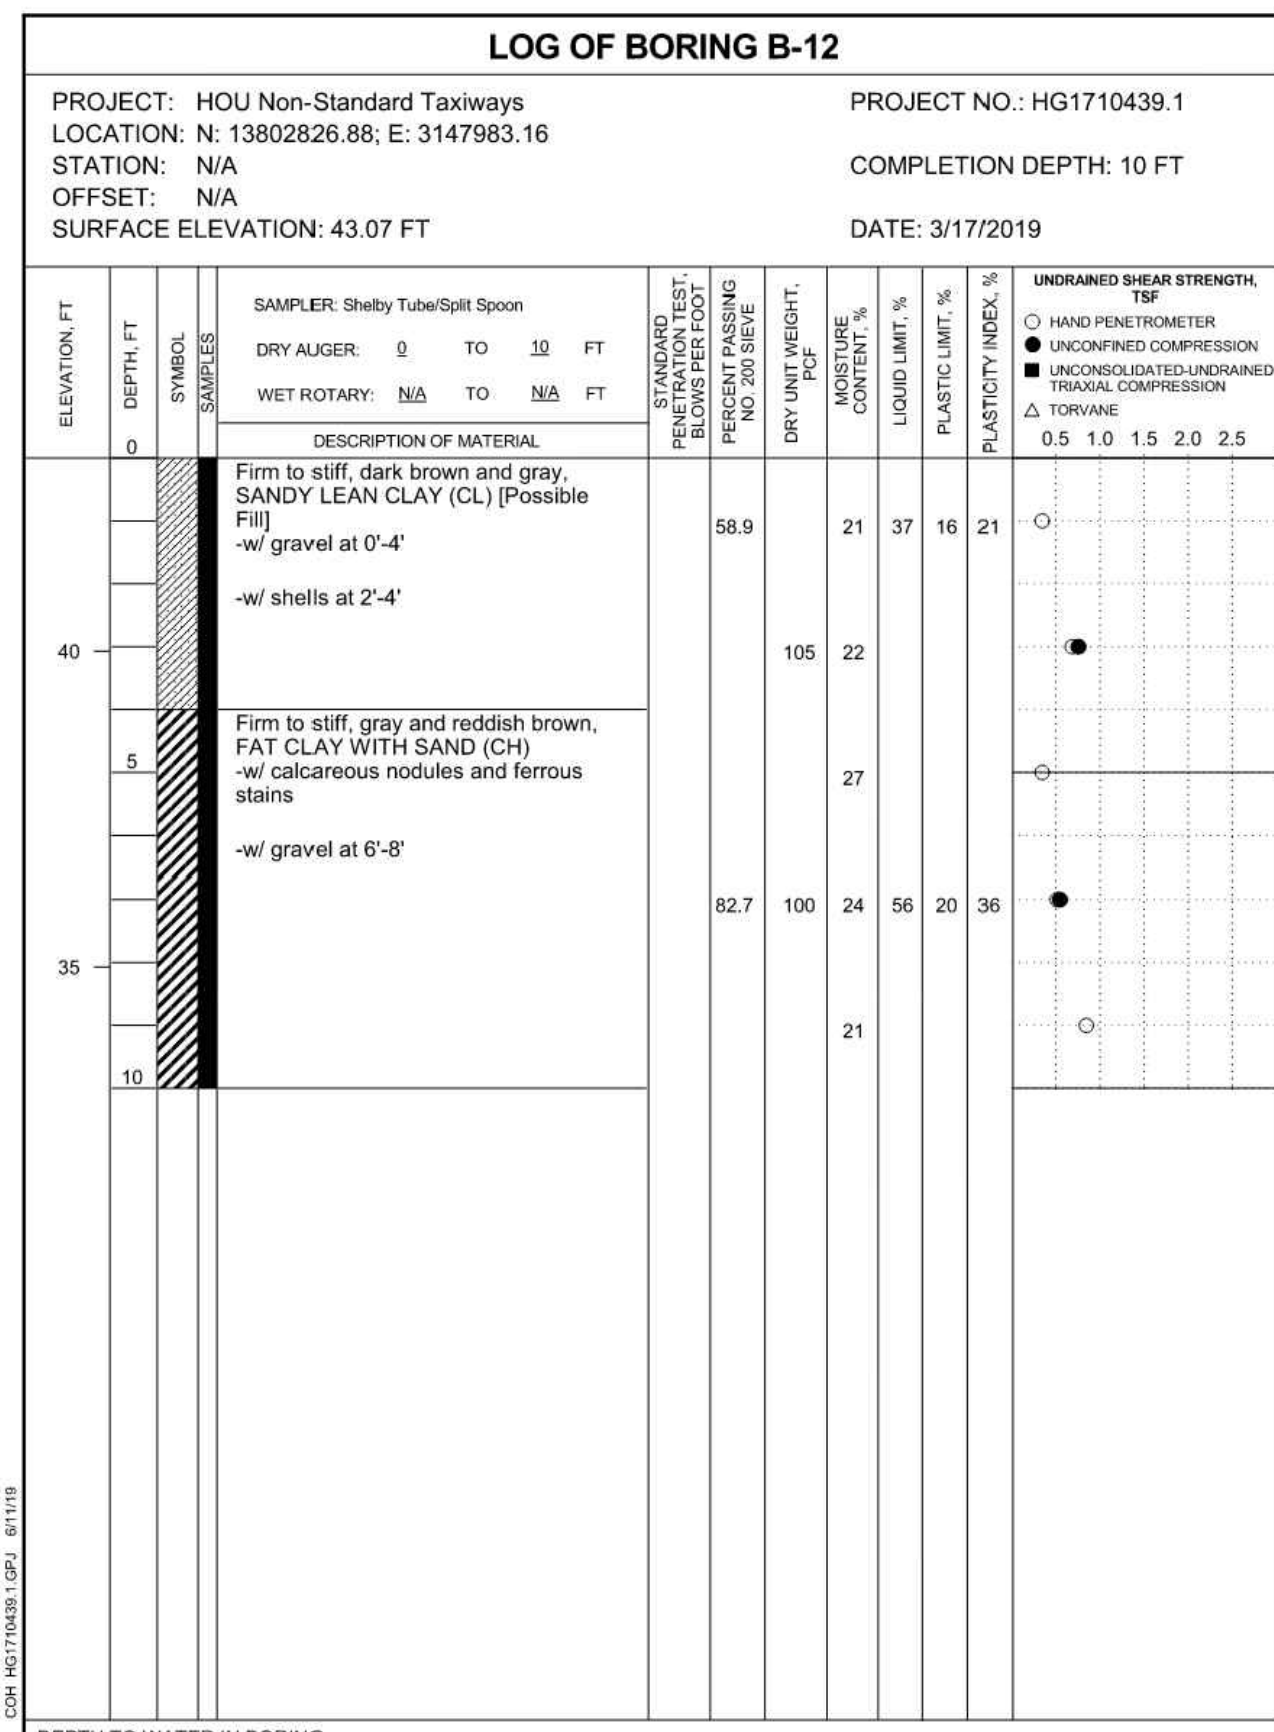 LOG OF BORING B-12
PROJECT: HOU Non-Standard Taxiways
PROJECT NO.: HG1710439.1
LOCATION: N: 13802826.88; E: 3147983.16
STATION: N/A
COMPLETION DEPTH: 10 FT
OFFSET: N/A
SURFACE ELEVATION: 43.07 FT
DATE: 3/17/2019
ELEVATION, FT
DEPTH, FT
SYMBOL
SAMPLES
SAMPLER: Shelby Tube/Split Spoon
DRY AUGER: 0 TO 10 FT
WET ROTARY: N/A TO N/A FT
DESCRIPTION OF MATERIAL
STANDARD
PENETRATION TEST,
BLOWS PER FOOT
PERCENT PASSING
NO. 200 SIEVE
DRY UNIT WEIGHT,
PCF
MOISTURE
CONTENT, %
LIQUID LIMIT, %
PLASTIC LIMIT, %
PLASTICITY INDEX, %
UNDRAINED SHEAR STRENGTH,
TSF
HAND PENETROMETER
UNCONFINED COMPRESSION
UNCONSOLIDATED-UNDRAINED
TRIAXIAL COMPRESSION
TORVANE
0.5 1.0 1.5 2.0 2.5
0
Firm to stiff, dark brown and gray,
SANDY LEAN CLAY (CL) [Possible
Fill]
-w/ gravel at 0'-4'
58.9 21 37 16 21
-w/ shells at 2'-4'
40 105 22
Firm to stiff, gray and reddish brown,
FAT CLAY WITH SAND (CH)
5
-w/ calcareous nodules and ferrous
stains
27
-w/ gravel at 6'-8'
82.7 100 24 56 20 36
35
21
10
COH HG1710439.1.GPJ 6/11/19